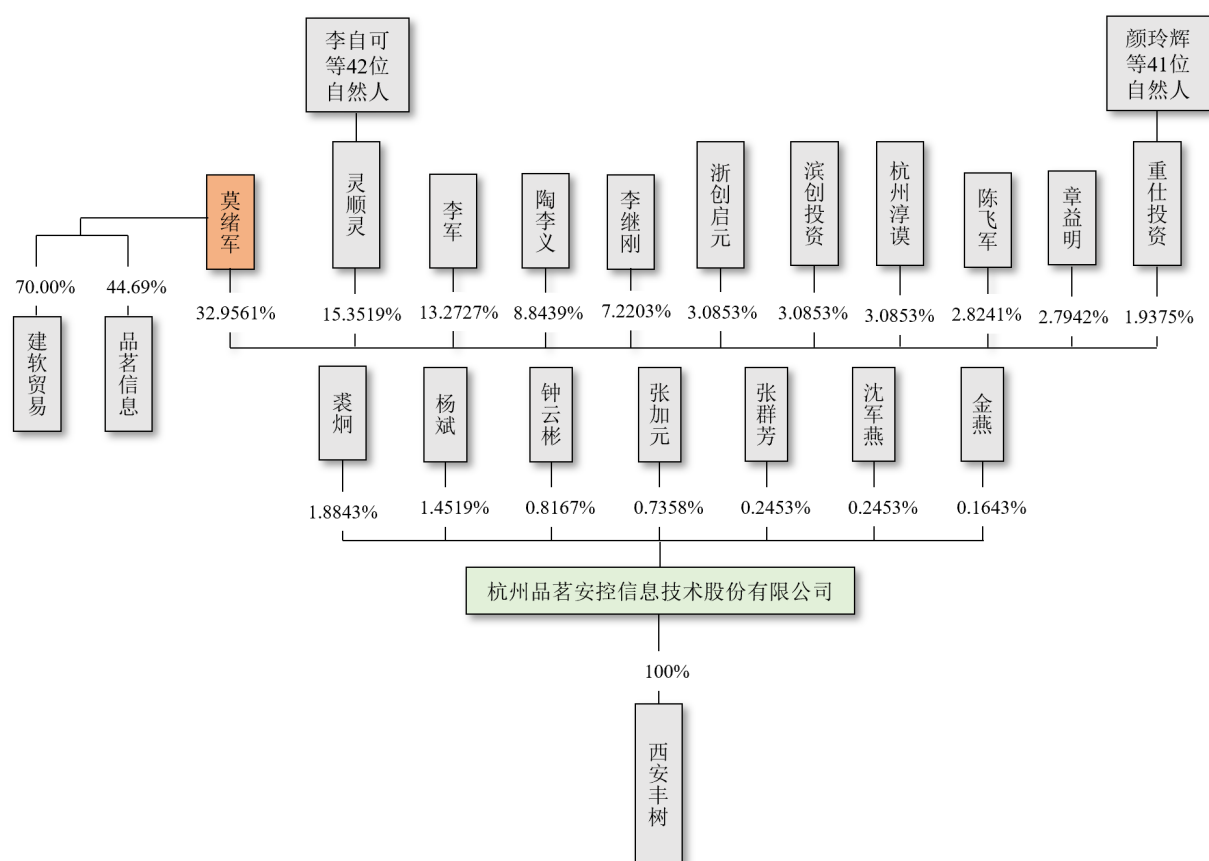 李自可
等42位
自然人
颜玲辉
等41位
自然人
莫绪军
灵顺灵
李军
陶李义
李继刚
浙创启元
滨创投资
杭州淳谟
陈飞军
章益明
重仕投资
70.00%
44.69%
32.9561%
15.3519%
13.2727%
8.8439%
7.2203%
3.0853%
3.0853%
3.0853%
2.8241%
2.7942%
1.9375%
建软贸易
品茗信息
裘炯
杨斌
钟云彬
张加元
张群芳
沈军燕
金燕
1.8843%
1.4519%
0.8167%
0.7358%
0.2453%
0.2453%
0.1643%
杭州品茗安控信息技术股份有限公司
100%
西安丰树